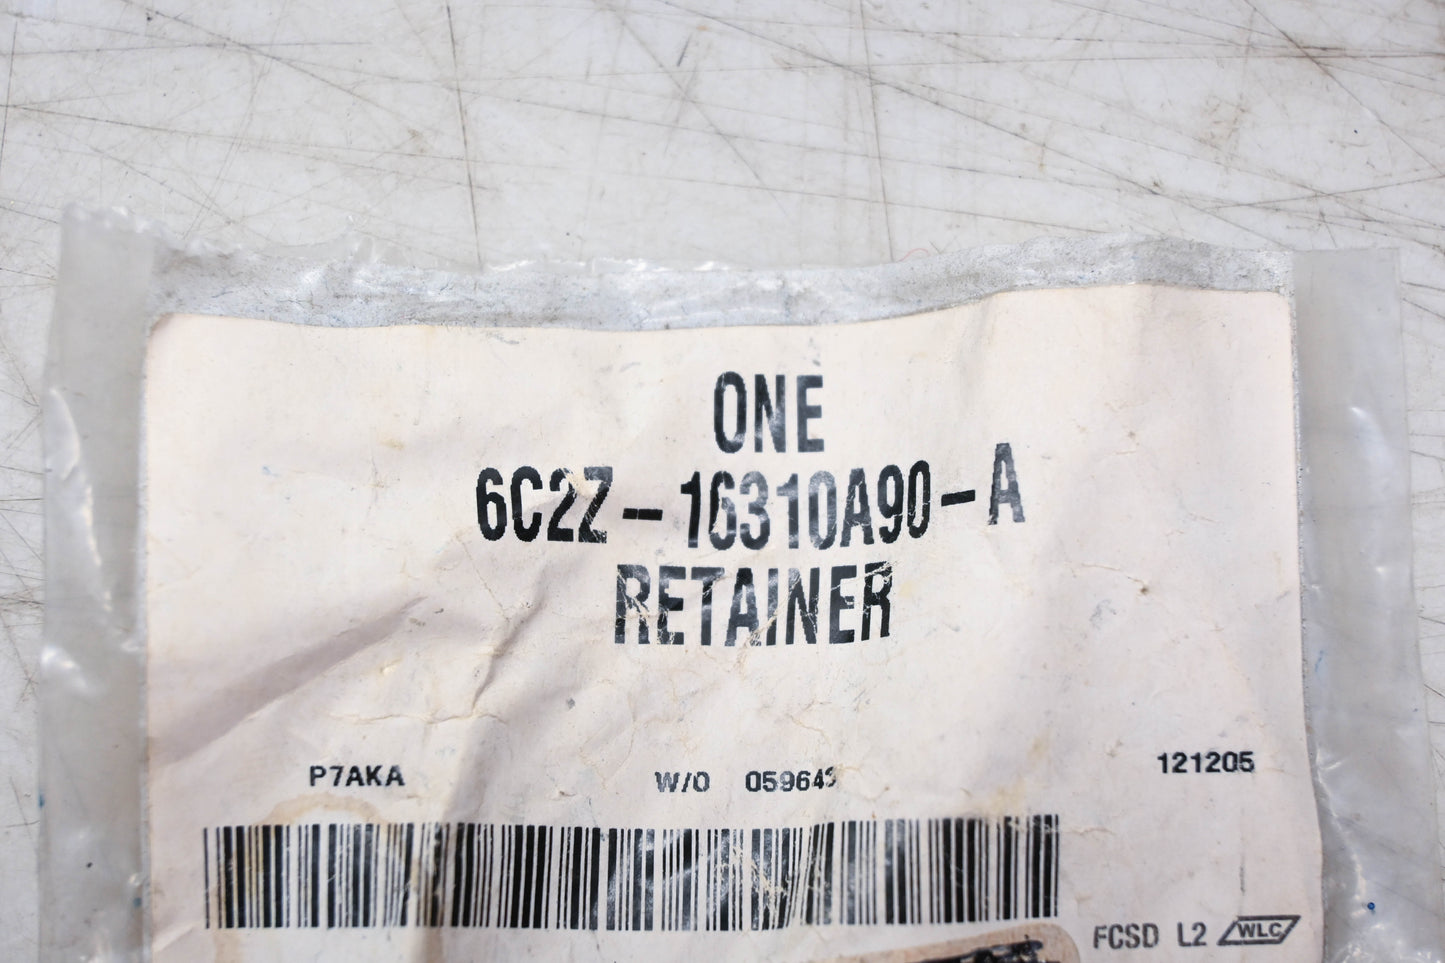 ONE
6C2Z-16310A90-A
RETAINER
P7AKA W/O 121205
FCSD L2 WLC